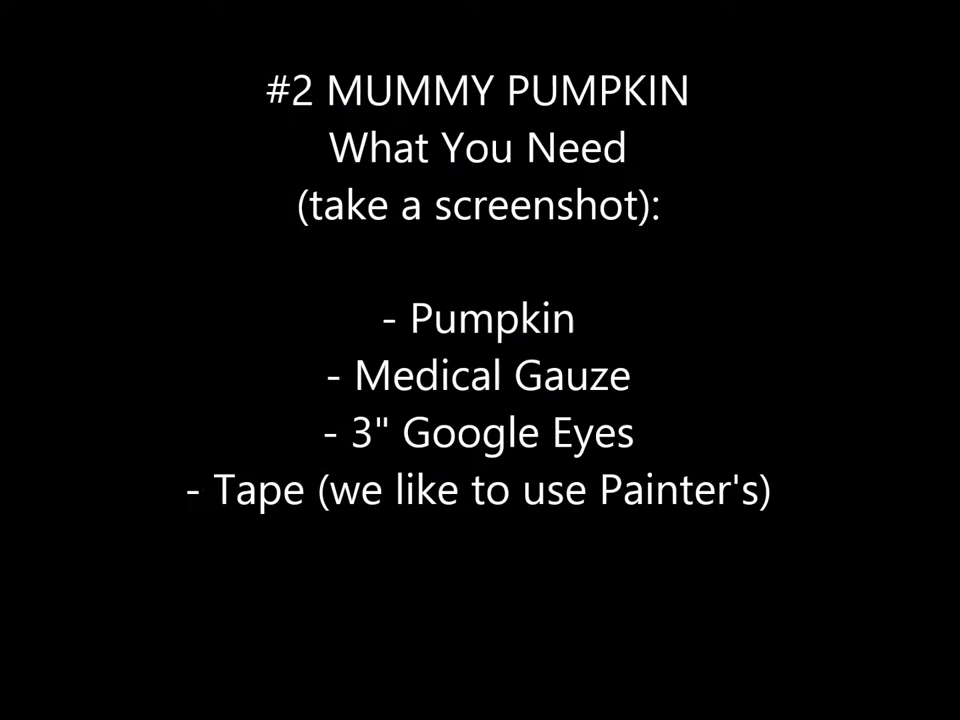 #2 MUMMY PUMPKIN
What You Need
(take a screenshot):
- Pumpkin
- Medical Gauze
- 3" Google Eyes
- Tape (we like to use Painter's)